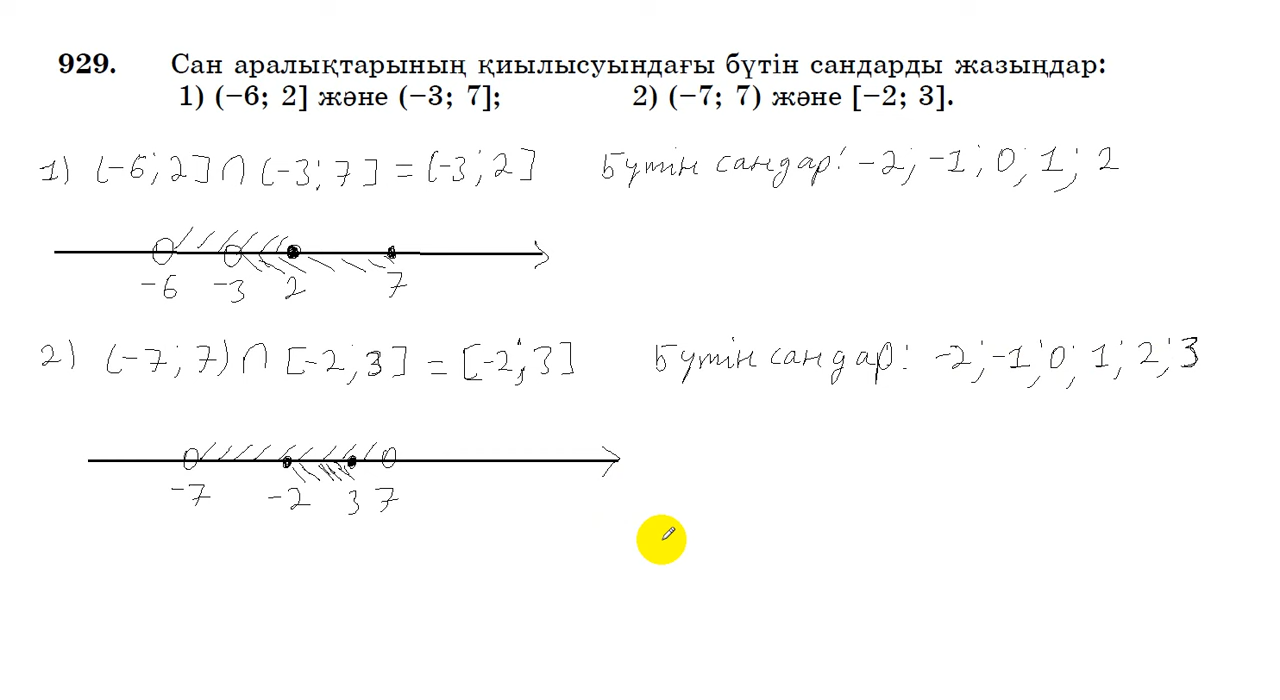 929. Сан аралықтарының қиылысуындағы бүтін сандарды жазыңдар:
1) (−6; 2] және (−3; 7]; 2) (−7; 7) және [−2; 3].
1) (-6; 2] ∩ (-3; 7] = (-3; 2] Бүтін сандар: -2; -1; 0; 1; 2
-6 -3 2 7
2) (-7; 7) ∩ [-2; 3] = [-2; 3] Бүтін сандар: -2; -1; 0; 1; 2; 3
-7 -2 3 7